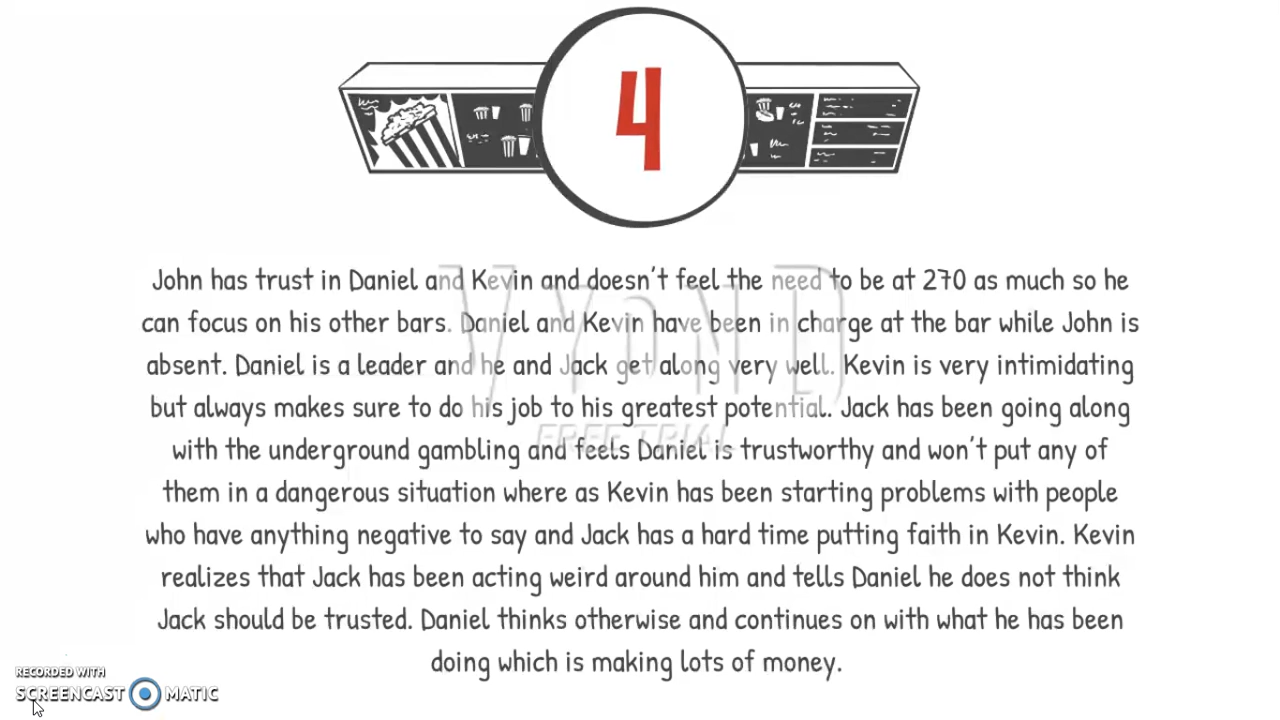 4
John has trust in Daniel and Kevin and doesn't feel the need to be at 270 as much so he
can focus on his other bars. Daniel and Kevin have been in charge at the bar while John is
absent. Daniel is a leader and he and Jack get along very well. Kevin is very intimidating
but always makes sure to do his job to his greatest potential. Jack has been going along
with the underground gambling and feels Daniel is trustworthy and won't put any of
them in a dangerous situation where as Kevin has been starting problems with people
who have anything negative to say and Jack has a hard time putting faith in Kevin. Kevin
realizes that Jack has been acting weird around him and tells Daniel he does not think
Jack should be trusted. Daniel thinks otherwise and continues on with what he has been
doing which is making lots of money.
VYOND
FREE TRIAL
RECORDED WITH
SCREENCAST MATIC